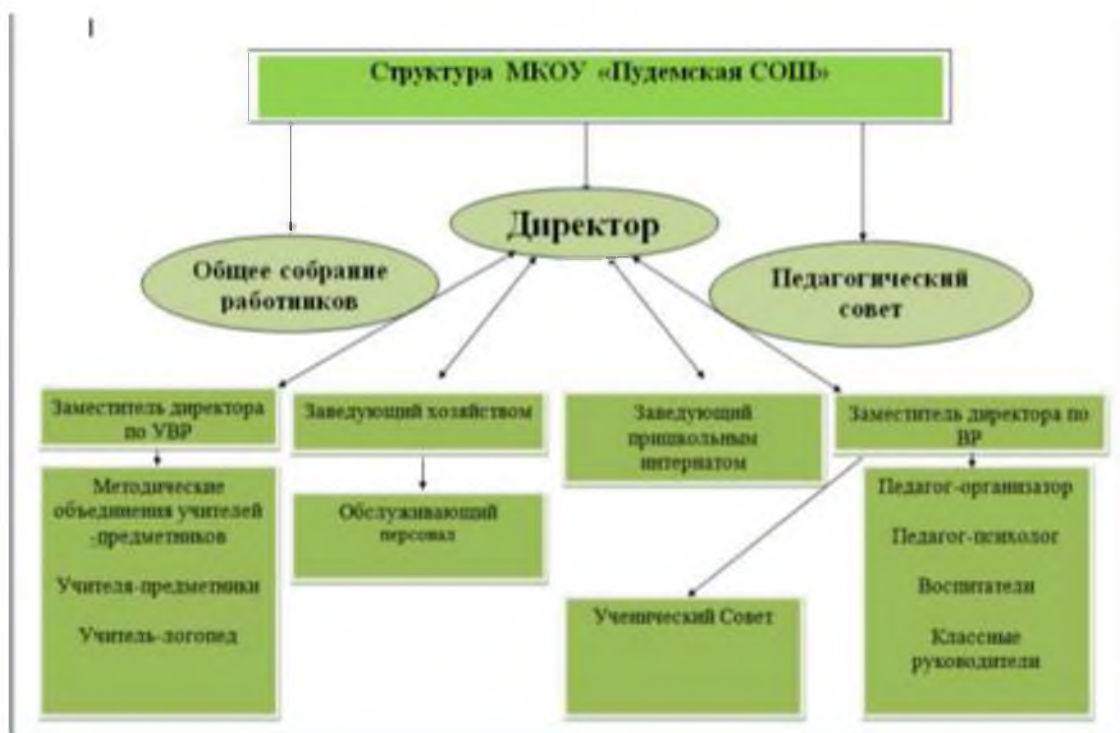 Структура МКОУ «Пудемская СОШ»
Директор
Общее собрание
работников
Педагогический
совет
Заместитель директора
по УВР
Заведующий хозяйством
Заведующий
пришкольным
интернатом
Заместитель директора по
ВР
Методические
объединения учителей
-предметников
Учителя-предметники
Учитель-логопед
Обслуживающий
персонал
Ученический Совет
Педагог-организатор
Педагог-психолог
Воспитатели
Классные
руководители